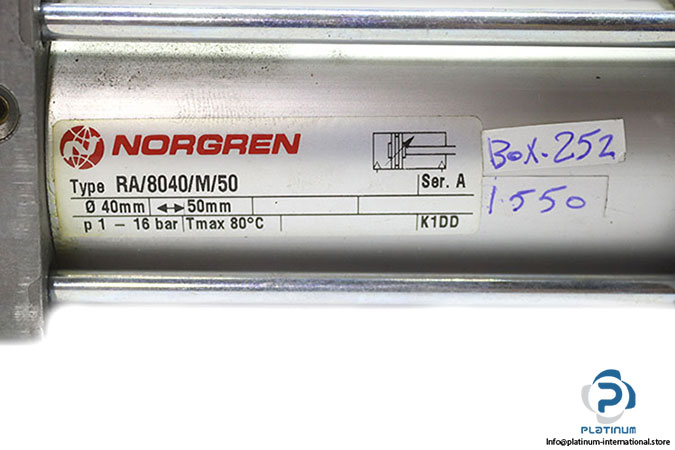 NORGREN
Type RA/8040/M/50 Ser. A
Ø 40mm ↔ 50mm
p 1 – 16 bar Tmax 80°C K1DD
BOX-252
1.550
PLATINUM
Info@platinum-international.store